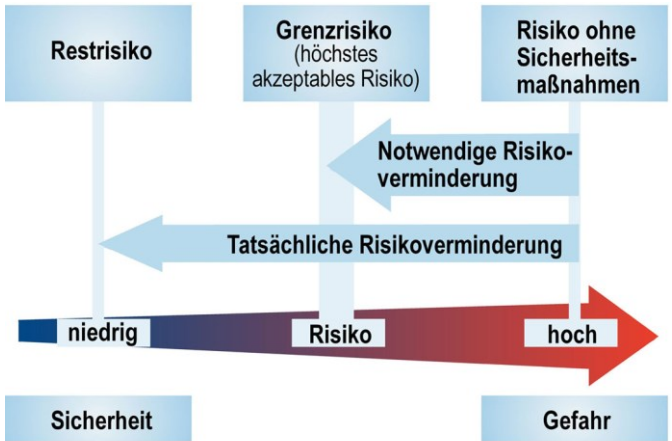 Restrisiko
Grenzrisiko
(höchstes
akzeptables Risiko)
Risiko ohne
Sicherheits-
maßnahmen
Notwendige Risiko-
verminderung
Tatsächliche Risikoverminderung
niedrig
Risiko
hoch
Sicherheit
Gefahr